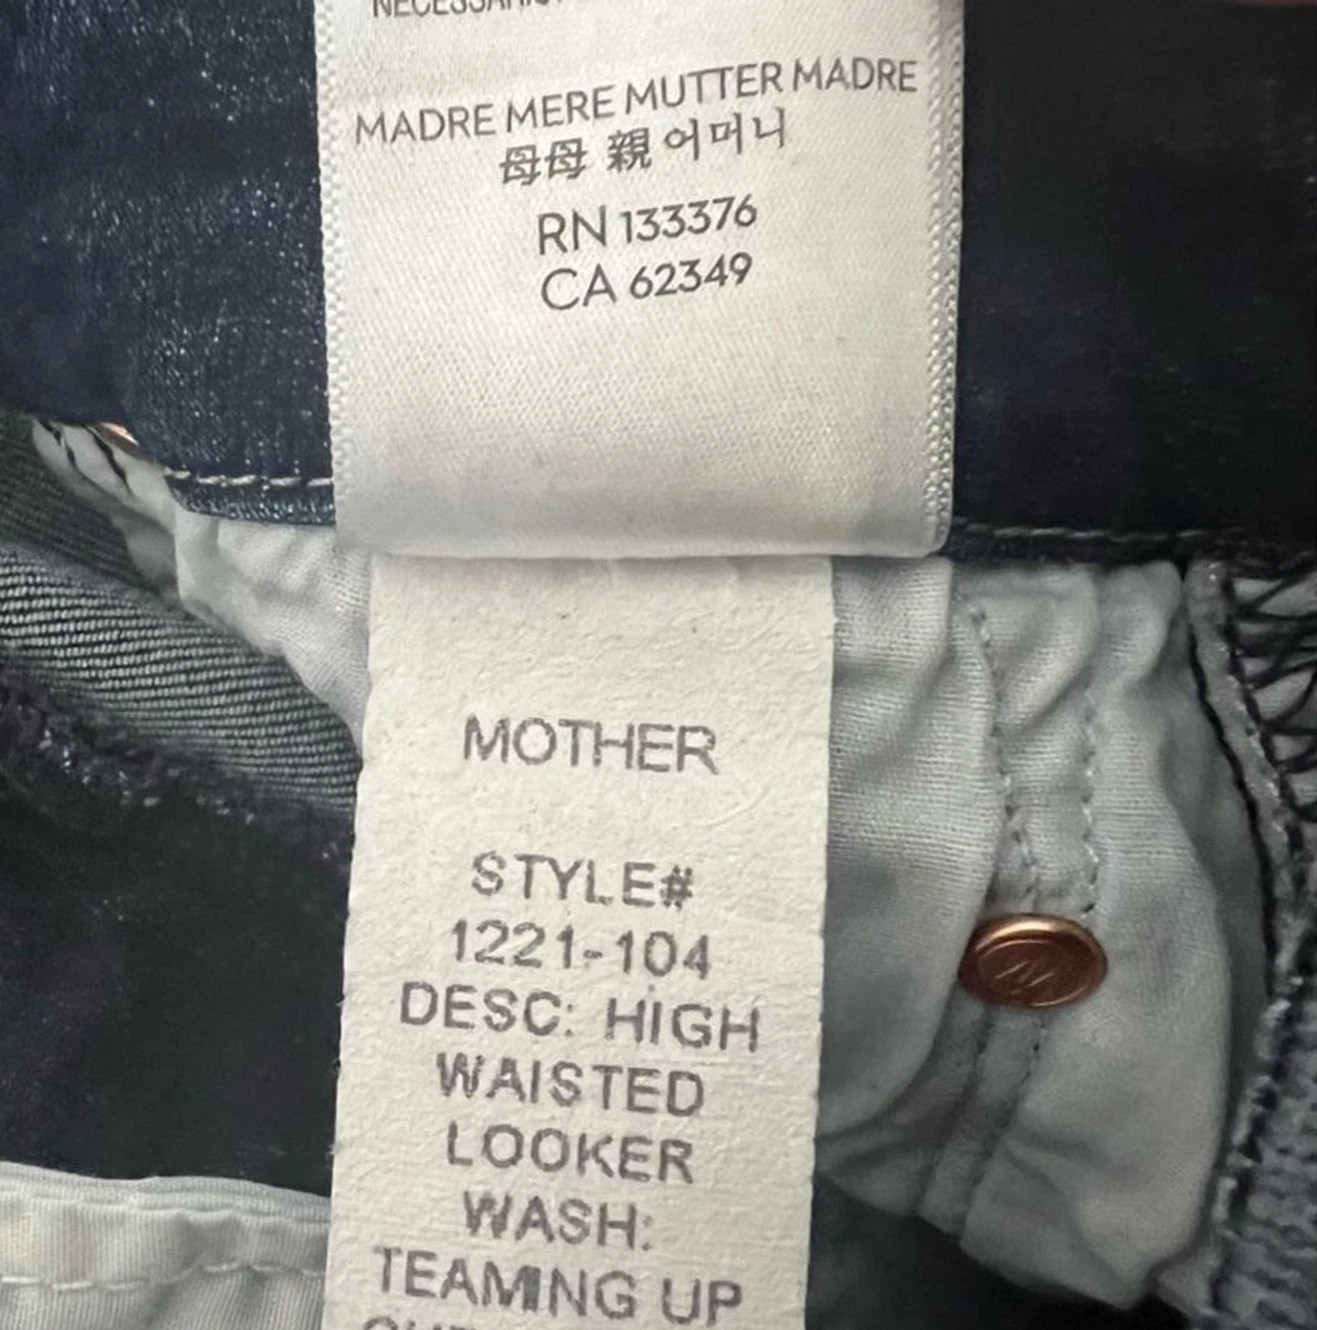 MADRE MERE MUTTER MADRE
母母 親 어머니
RN 133376
CA 62349
MOTHER
STYLE#
1221-104
DESC: HIGH
WAISTED
LOOKER
WASH:
TEAMING UP